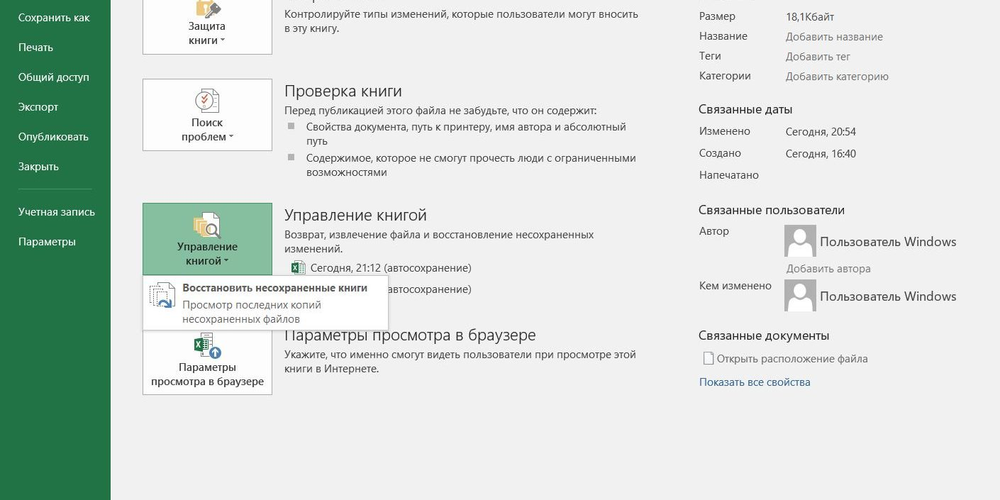 Сохранить как
Печать
Общий доступ
Экспорт
Опубликовать
Закрыть
Учетная запись
Параметры
Защита
книги
Контролируйте типы изменений, которые пользователи могут вносить
в эту книгу.
Поиск
проблем
Проверка книги
Перед публикацией этого файла не забудьте, что он содержит:
Свойства документа, путь к принтеру, имя автора и абсолютный
путь
Содержимое, которое не смогут прочесть люди с ограниченными
возможностями
Управление
книгой
Управление книгой
Возврат, извлечение файла и восстановление несохраненных
изменений.
Сегодня, 21:12 (автосохранение)
автосохранение)
Восстановить несохраненные книги
Просмотр последних копий
несохраненных файлов
Параметры
просмотра в браузере
Параметры просмотра в браузере
Укажите, что именно смогут видеть пользователи при просмотре этой
книги в Интернете.
Размер 18,1Кбайт
Название Добавить название
Теги Добавить тег
Категории Добавить категорию
Связанные даты
Изменено Сегодня, 20:54
Создано Сегодня, 16:40
Напечатано
Связанные пользователи
Автор Пользователь Windows
Добавить автора
Кем изменено Пользователь Windows
Связанные документы
Открыть расположение файла
Показать все свойства